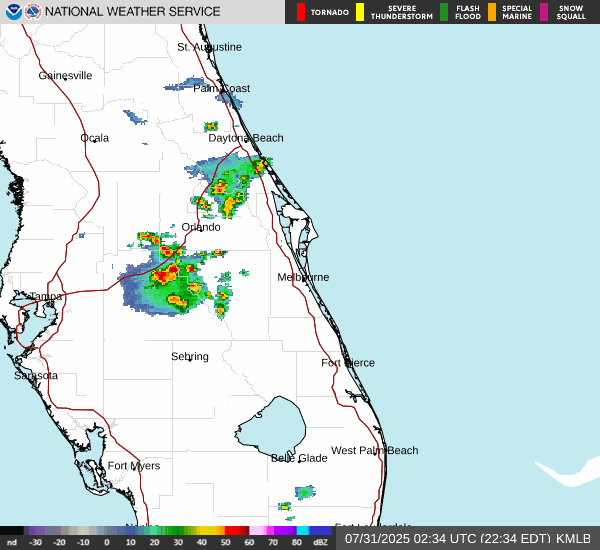 NATIONAL WEATHER SERVICE
TORNADO
SEVERE
THUNDERSTORM
FLASH
FLOOD
SPECIAL
MARINE
SNOW
SQUALL
St. Augustine
Gainesville
Palm Coast
Ocala
Daytona Beach
Orlando
Melbourne
Tampa
Sebring
Fort Pierce
Sarasota
West Palm Beach
Belle Glade
Fort Myers
nd -30 -20 -10 0 10 20 30 40 50 60 70 80 dBZ
07/31/2025 02:34 UTC (22:34 EDT) KMLB